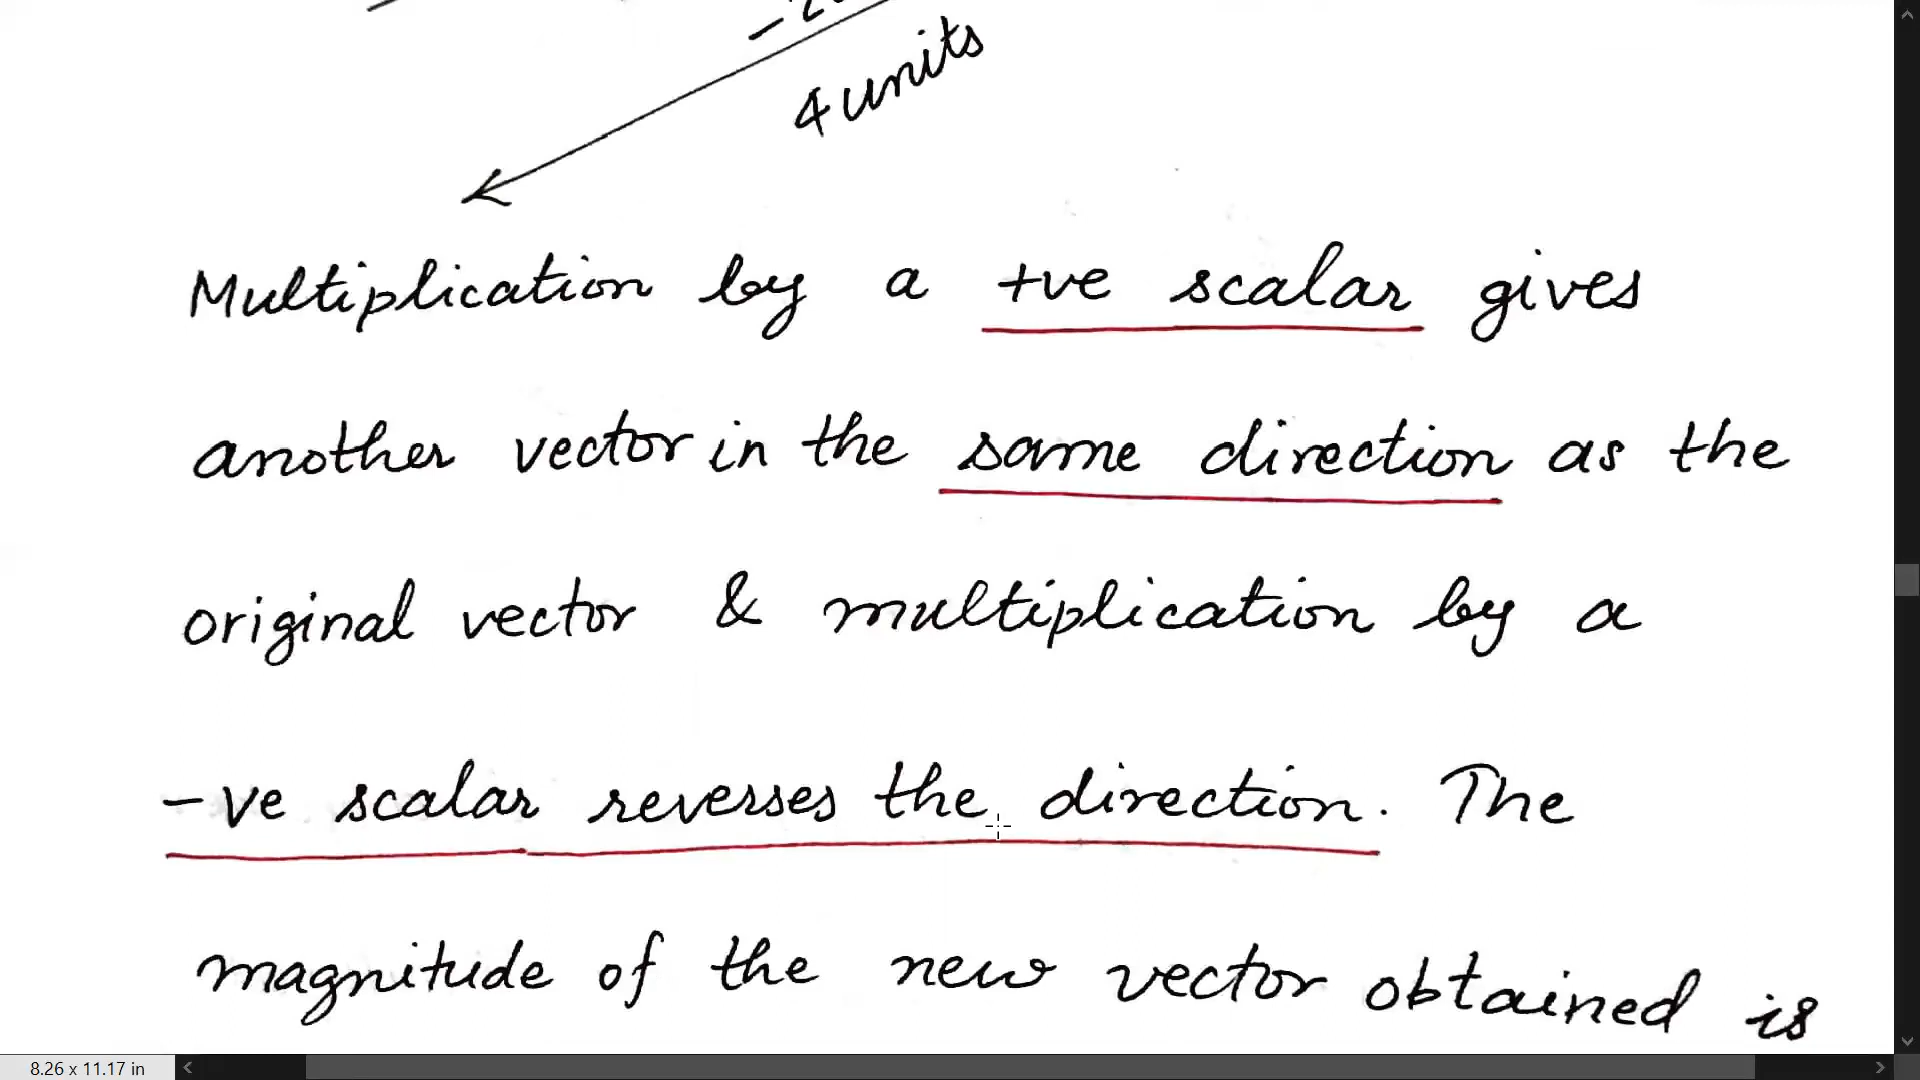 4 units
Multiplication by a +ve scalar gives
another vector in the same direction as the
original vector & multiplication by a
-ve scalar reverses the direction. The
magnitude of the new vector obtained is
8.26 x 11.17 in